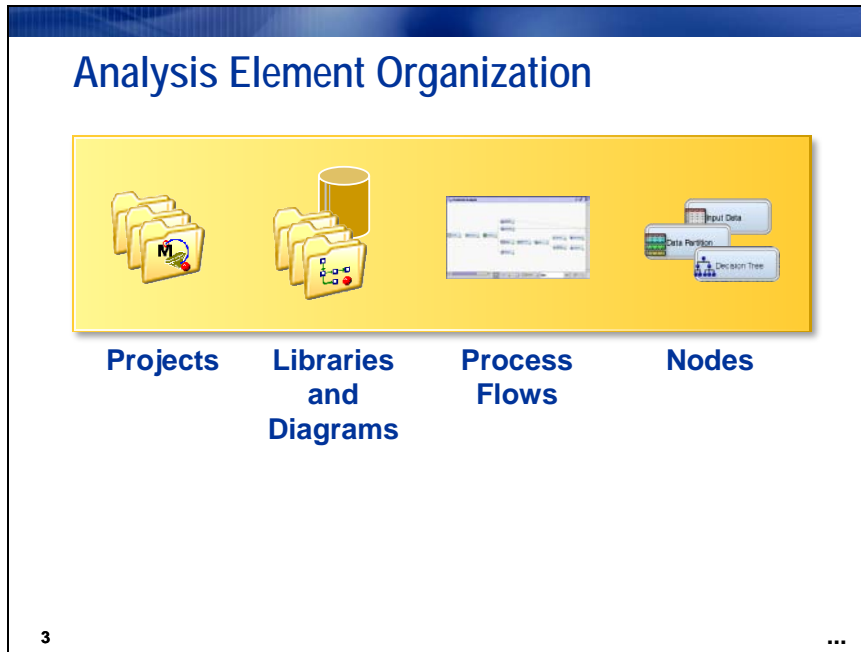 Analysis Element Organization
M
Input Data
Data Partition
Decision Tree
Projects
Libraries
and
Diagrams
Process
Flows
Nodes
3
...